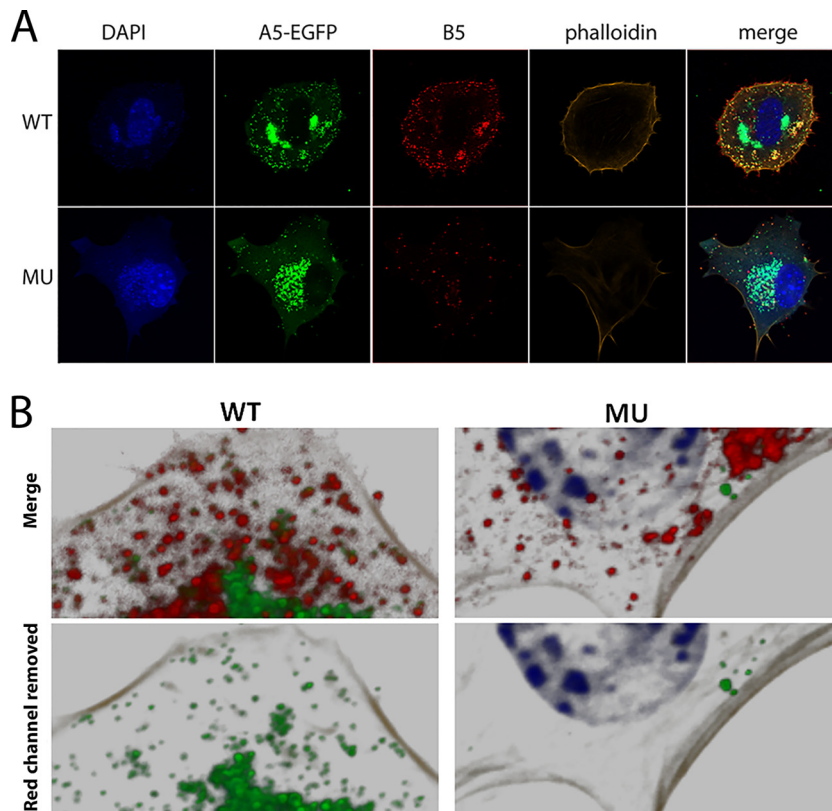 A
DAPI A5-EGFP B5 phalloidin merge
WT
MU
B
WT MU
Merge
Red channel removed